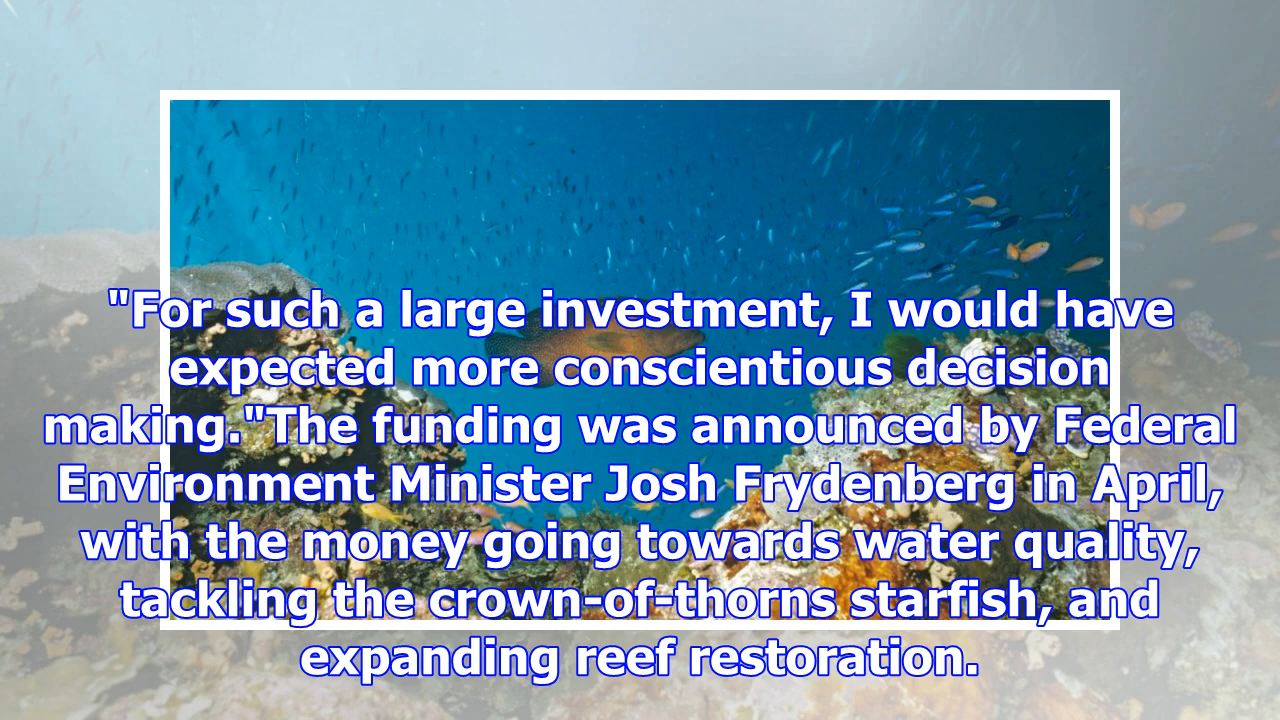 "For such a large investment, I would have
expected more conscientious decision
making."The funding was announced by Federal
Environment Minister Josh Frydenberg in April,
with the money going towards water quality,
tackling the crown-of-thorns starfish, and
expanding reef restoration.